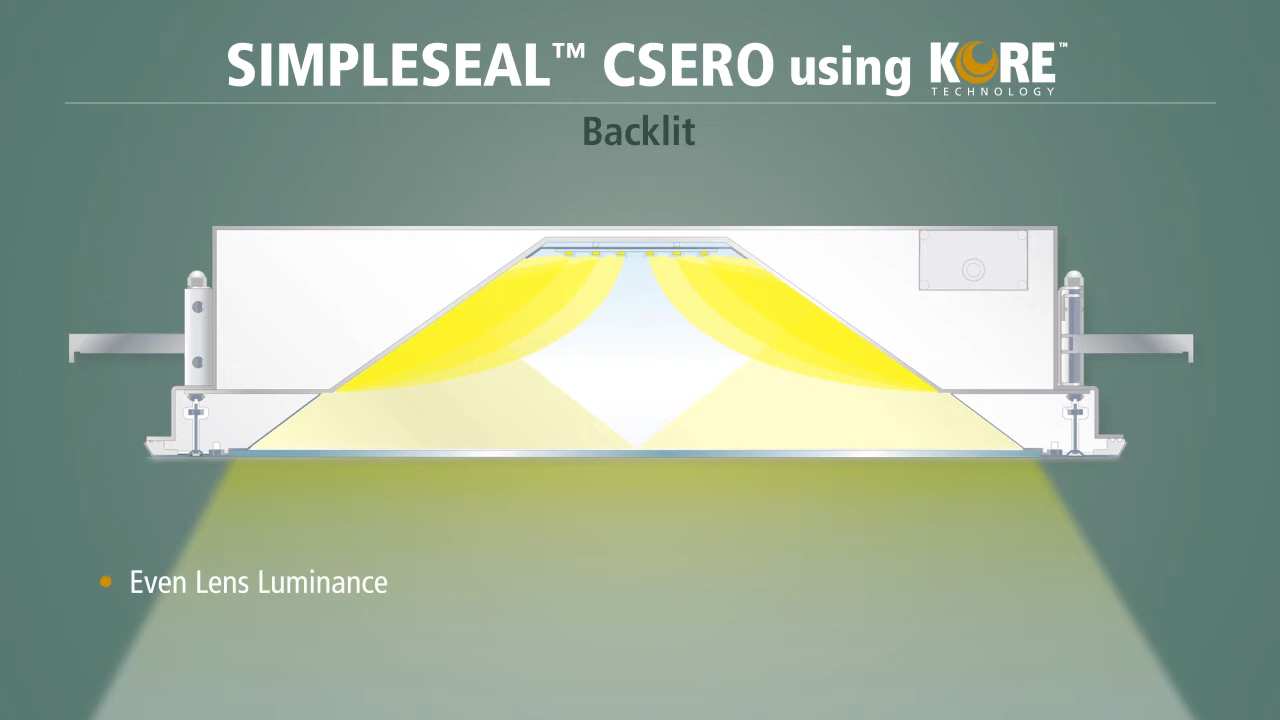 SIMPLESEAL™ CSERO using KORE™
TECHNOLOGY
Backlit
• Even Lens Luminance